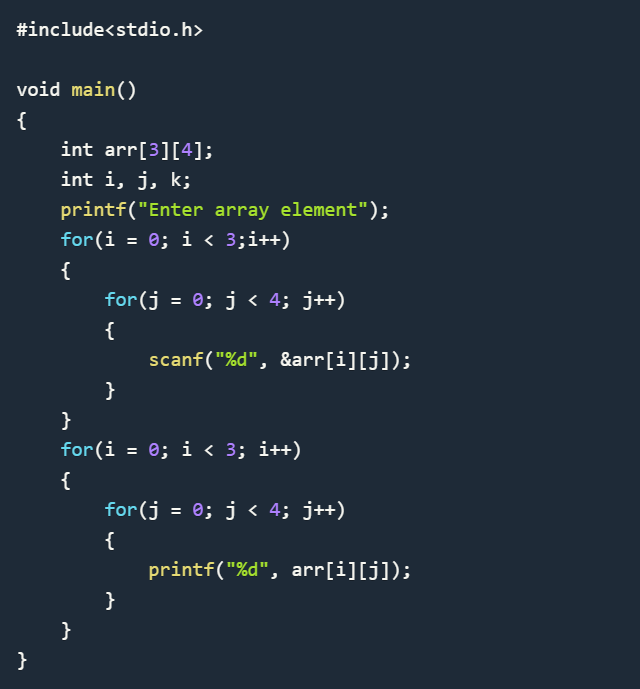 #include<stdio.h>

void main()
{
    int arr[3][4];
    int i, j, k;
    printf("Enter array element");
    for(i = 0; i < 3;i++)
    {
        for(j = 0; j < 4; j++)
        {
            scanf("%d", &arr[i][j]);
        }
    }
    for(i = 0; i < 3; i++)
    {
        for(j = 0; j < 4; j++)
        {
            printf("%d", arr[i][j]);
        }
    }
}